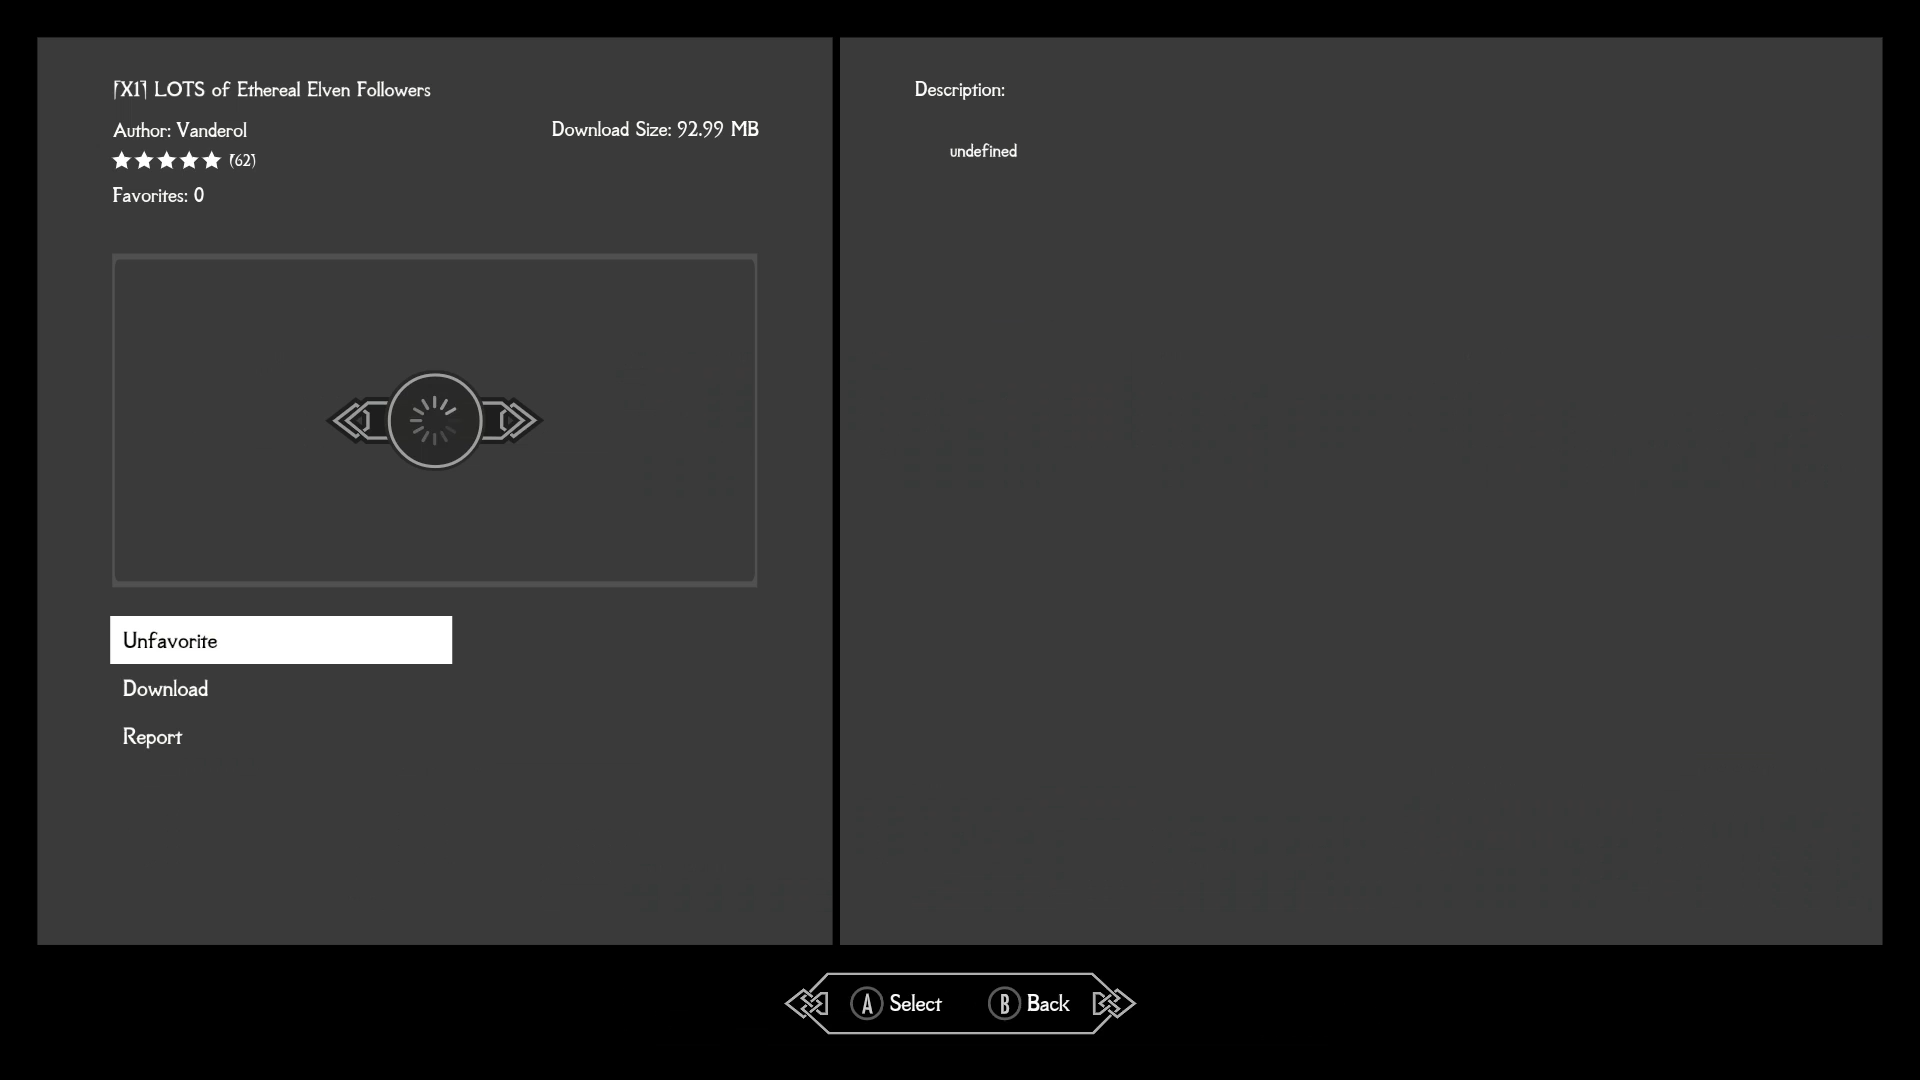 [X1] LOTS of Ethereal Elven Followers
Author: Vanderol
Download Size: 92.99 MB
(62)
Favorites: 0
Unfavorite
Download
Report
Description:
undefined
A Select
B Back